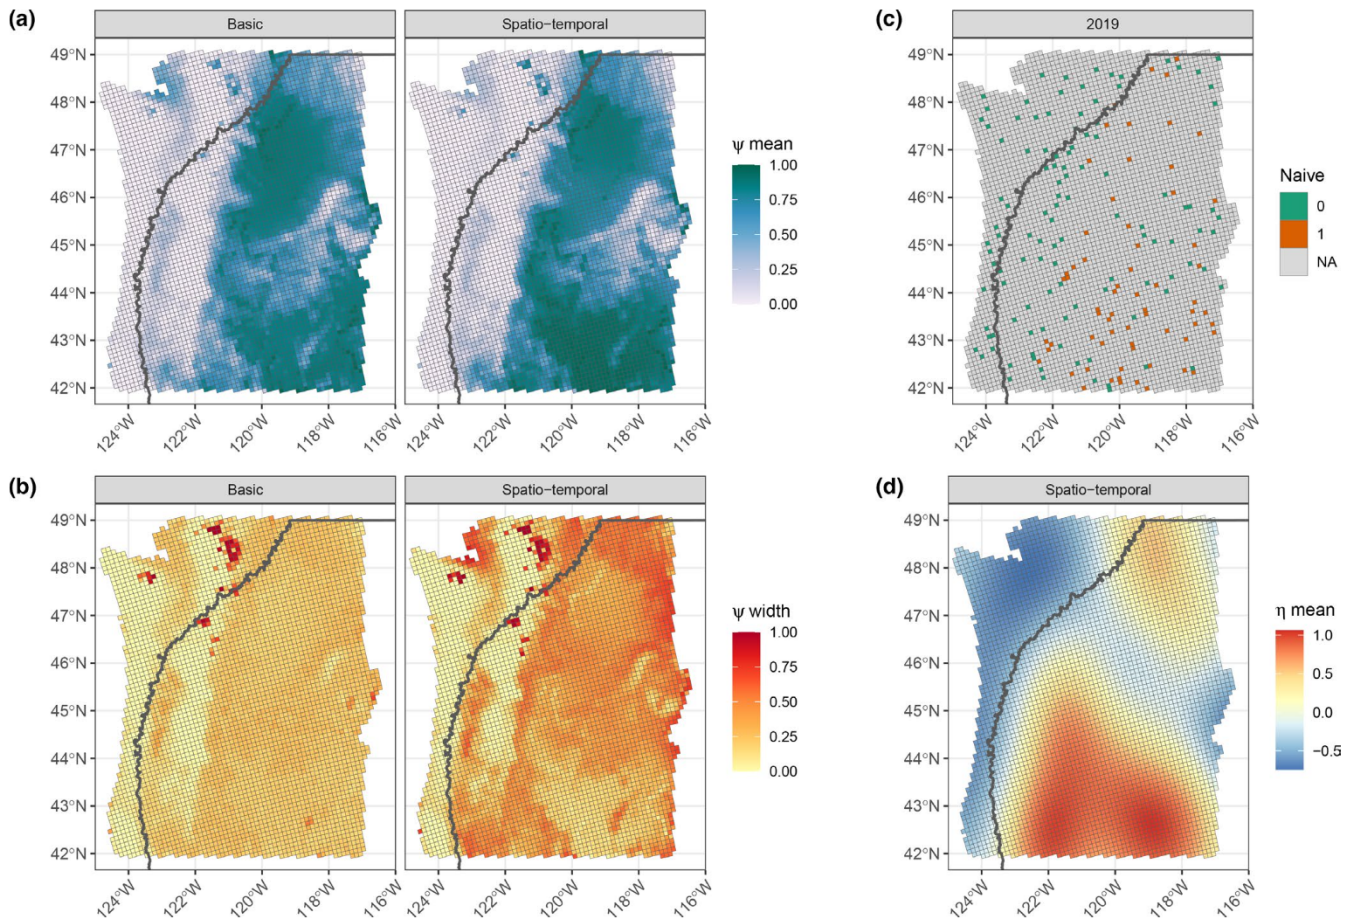 (a)
Basic
Spatio−temporal
49°N
48°N
47°N
46°N
45°N
44°N
43°N
42°N
124°W
122°W
120°W
118°W
116°W
124°W
122°W
120°W
118°W
116°W
ψ mean
1.00
0.75
0.50
0.25
0.00
(c)
2019
49°N
48°N
47°N
46°N
45°N
44°N
43°N
42°N
124°W
122°W
120°W
118°W
116°W
Naive
0
1
NA
(b)
Basic
Spatio−temporal
49°N
48°N
47°N
46°N
45°N
44°N
43°N
42°N
124°W
122°W
120°W
118°W
116°W
124°W
122°W
120°W
118°W
116°W
ψ width
1.00
0.75
0.50
0.25
0.00
(d)
Spatio−temporal
49°N
48°N
47°N
46°N
45°N
44°N
43°N
42°N
124°W
122°W
120°W
118°W
116°W
η mean
1.0
0.5
0.0
−0.5